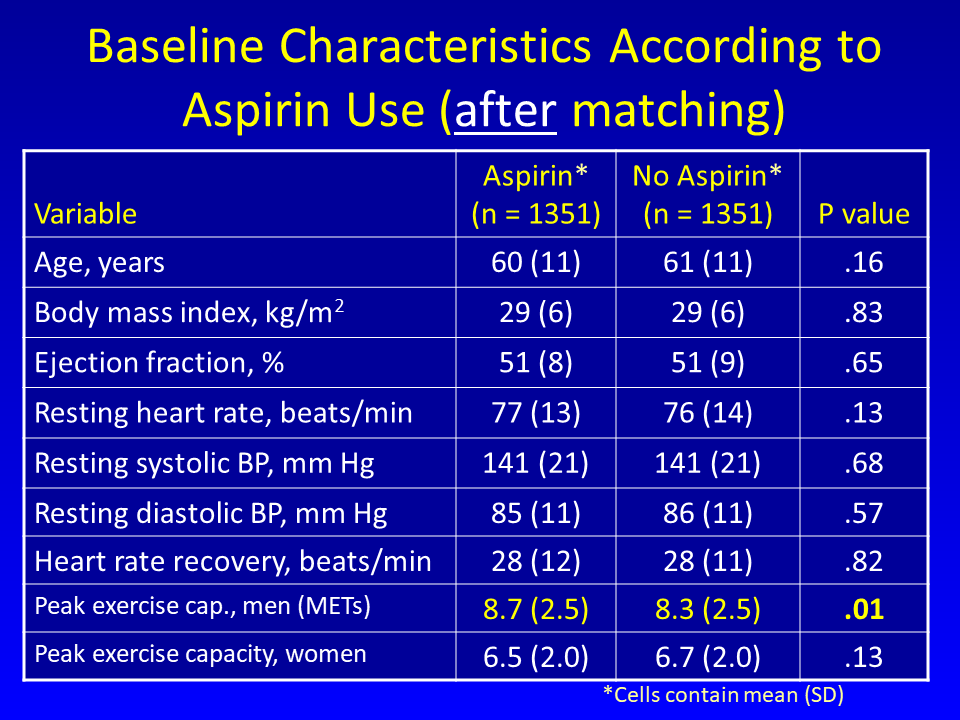 Baseline Characteristics According to
Aspirin Use (after matching)
Variable Aspirin* (n = 1351) No Aspirin* (n = 1351) P value
Age, years 60 (11) 61 (11) .16
Body mass index, kg/m² 29 (6) 29 (6) .83
Ejection fraction, % 51 (8) 51 (9) .65
Resting heart rate, beats/min 77 (13) 76 (14) .13
Resting systolic BP, mm Hg 141 (21) 141 (21) .68
Resting diastolic BP, mm Hg 85 (11) 86 (11) .57
Heart rate recovery, beats/min 28 (12) 28 (11) .82
Peak exercise cap., men (METs) 8.7 (2.5) 8.3 (2.5) .01
Peak exercise capacity, women 6.5 (2.0) 6.7 (2.0) .13
*Cells contain mean (SD)